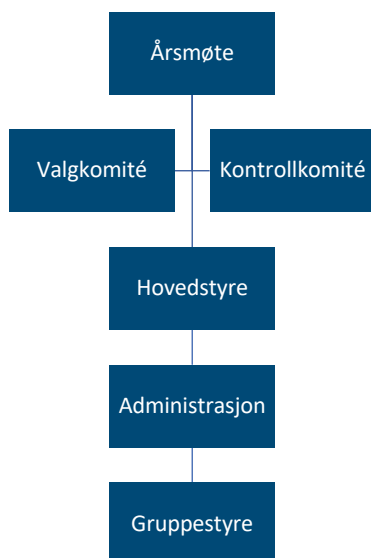 Årsmøte
Valgkomité
Kontrollkomité
Hovedstyre
Administrasjon
Gruppestyre